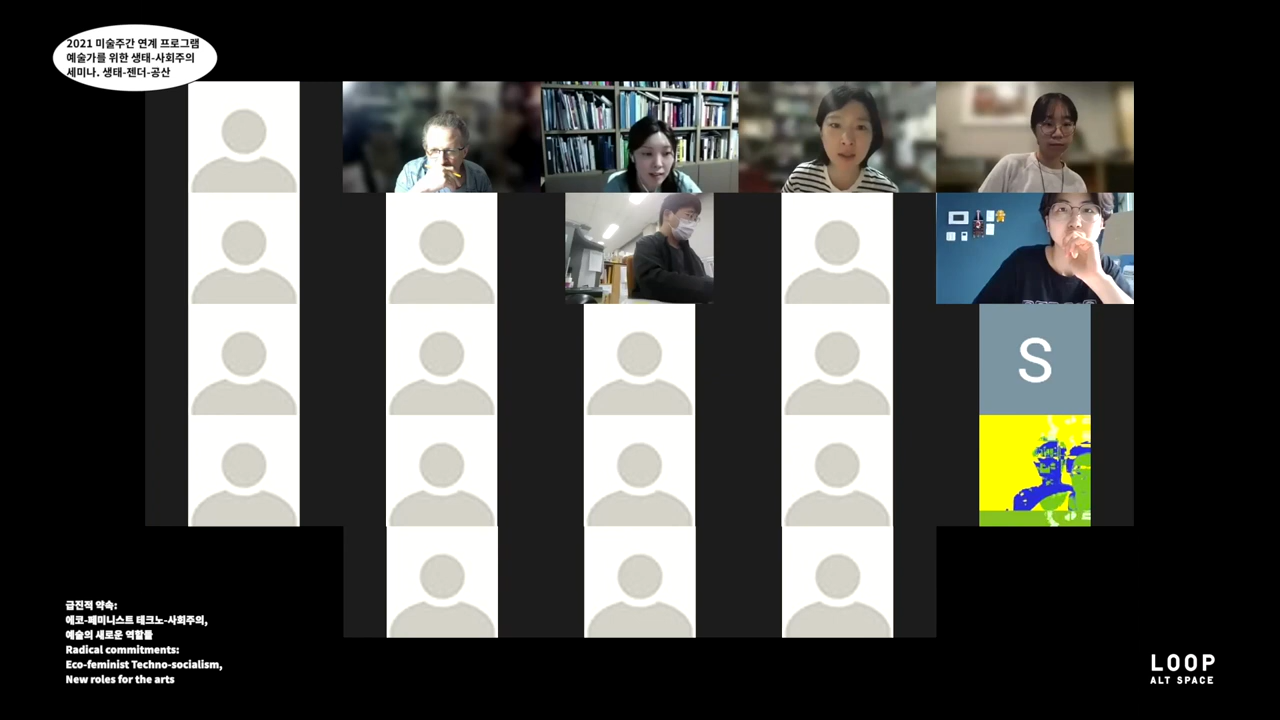 2021 미술주간 연계 프로그램
예술가를 위한 생태-사회주의
세미나. 생태-젠더-공산
S
급진적 약속:
에코-페미니스트 테크노-사회주의,
예술의 새로운 역할들
Radical commitments:
Eco-feminist Techno-socialism,
New roles for the arts
LOOP
ALT SPACE